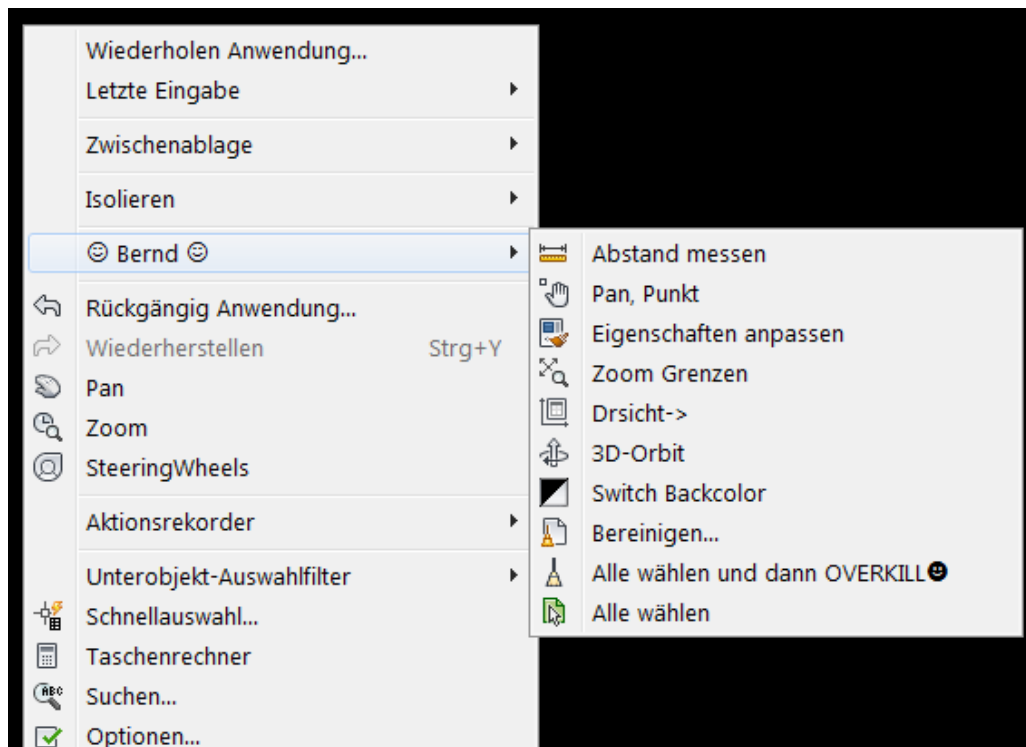 Wiederholen Anwendung...
Letzte Eingabe
Zwischenablage
Isolieren
☺ Bernd ☺
Rückgängig Anwendung...
Wiederherstellen Strg+Y
Pan
Zoom
SteeringWheels
Aktionsrekorder
Unterobjekt-Auswahlfilter
Schnellauswahl...
Taschenrechner
Suchen...
Optionen...
Abstand messen
Pan, Punkt
Eigenschaften anpassen
Zoom Grenzen
Drsicht->
3D-Orbit
Switch Backcolor
Bereinigen...
Alle wählen und dann OVERKILL☻
Alle wählen